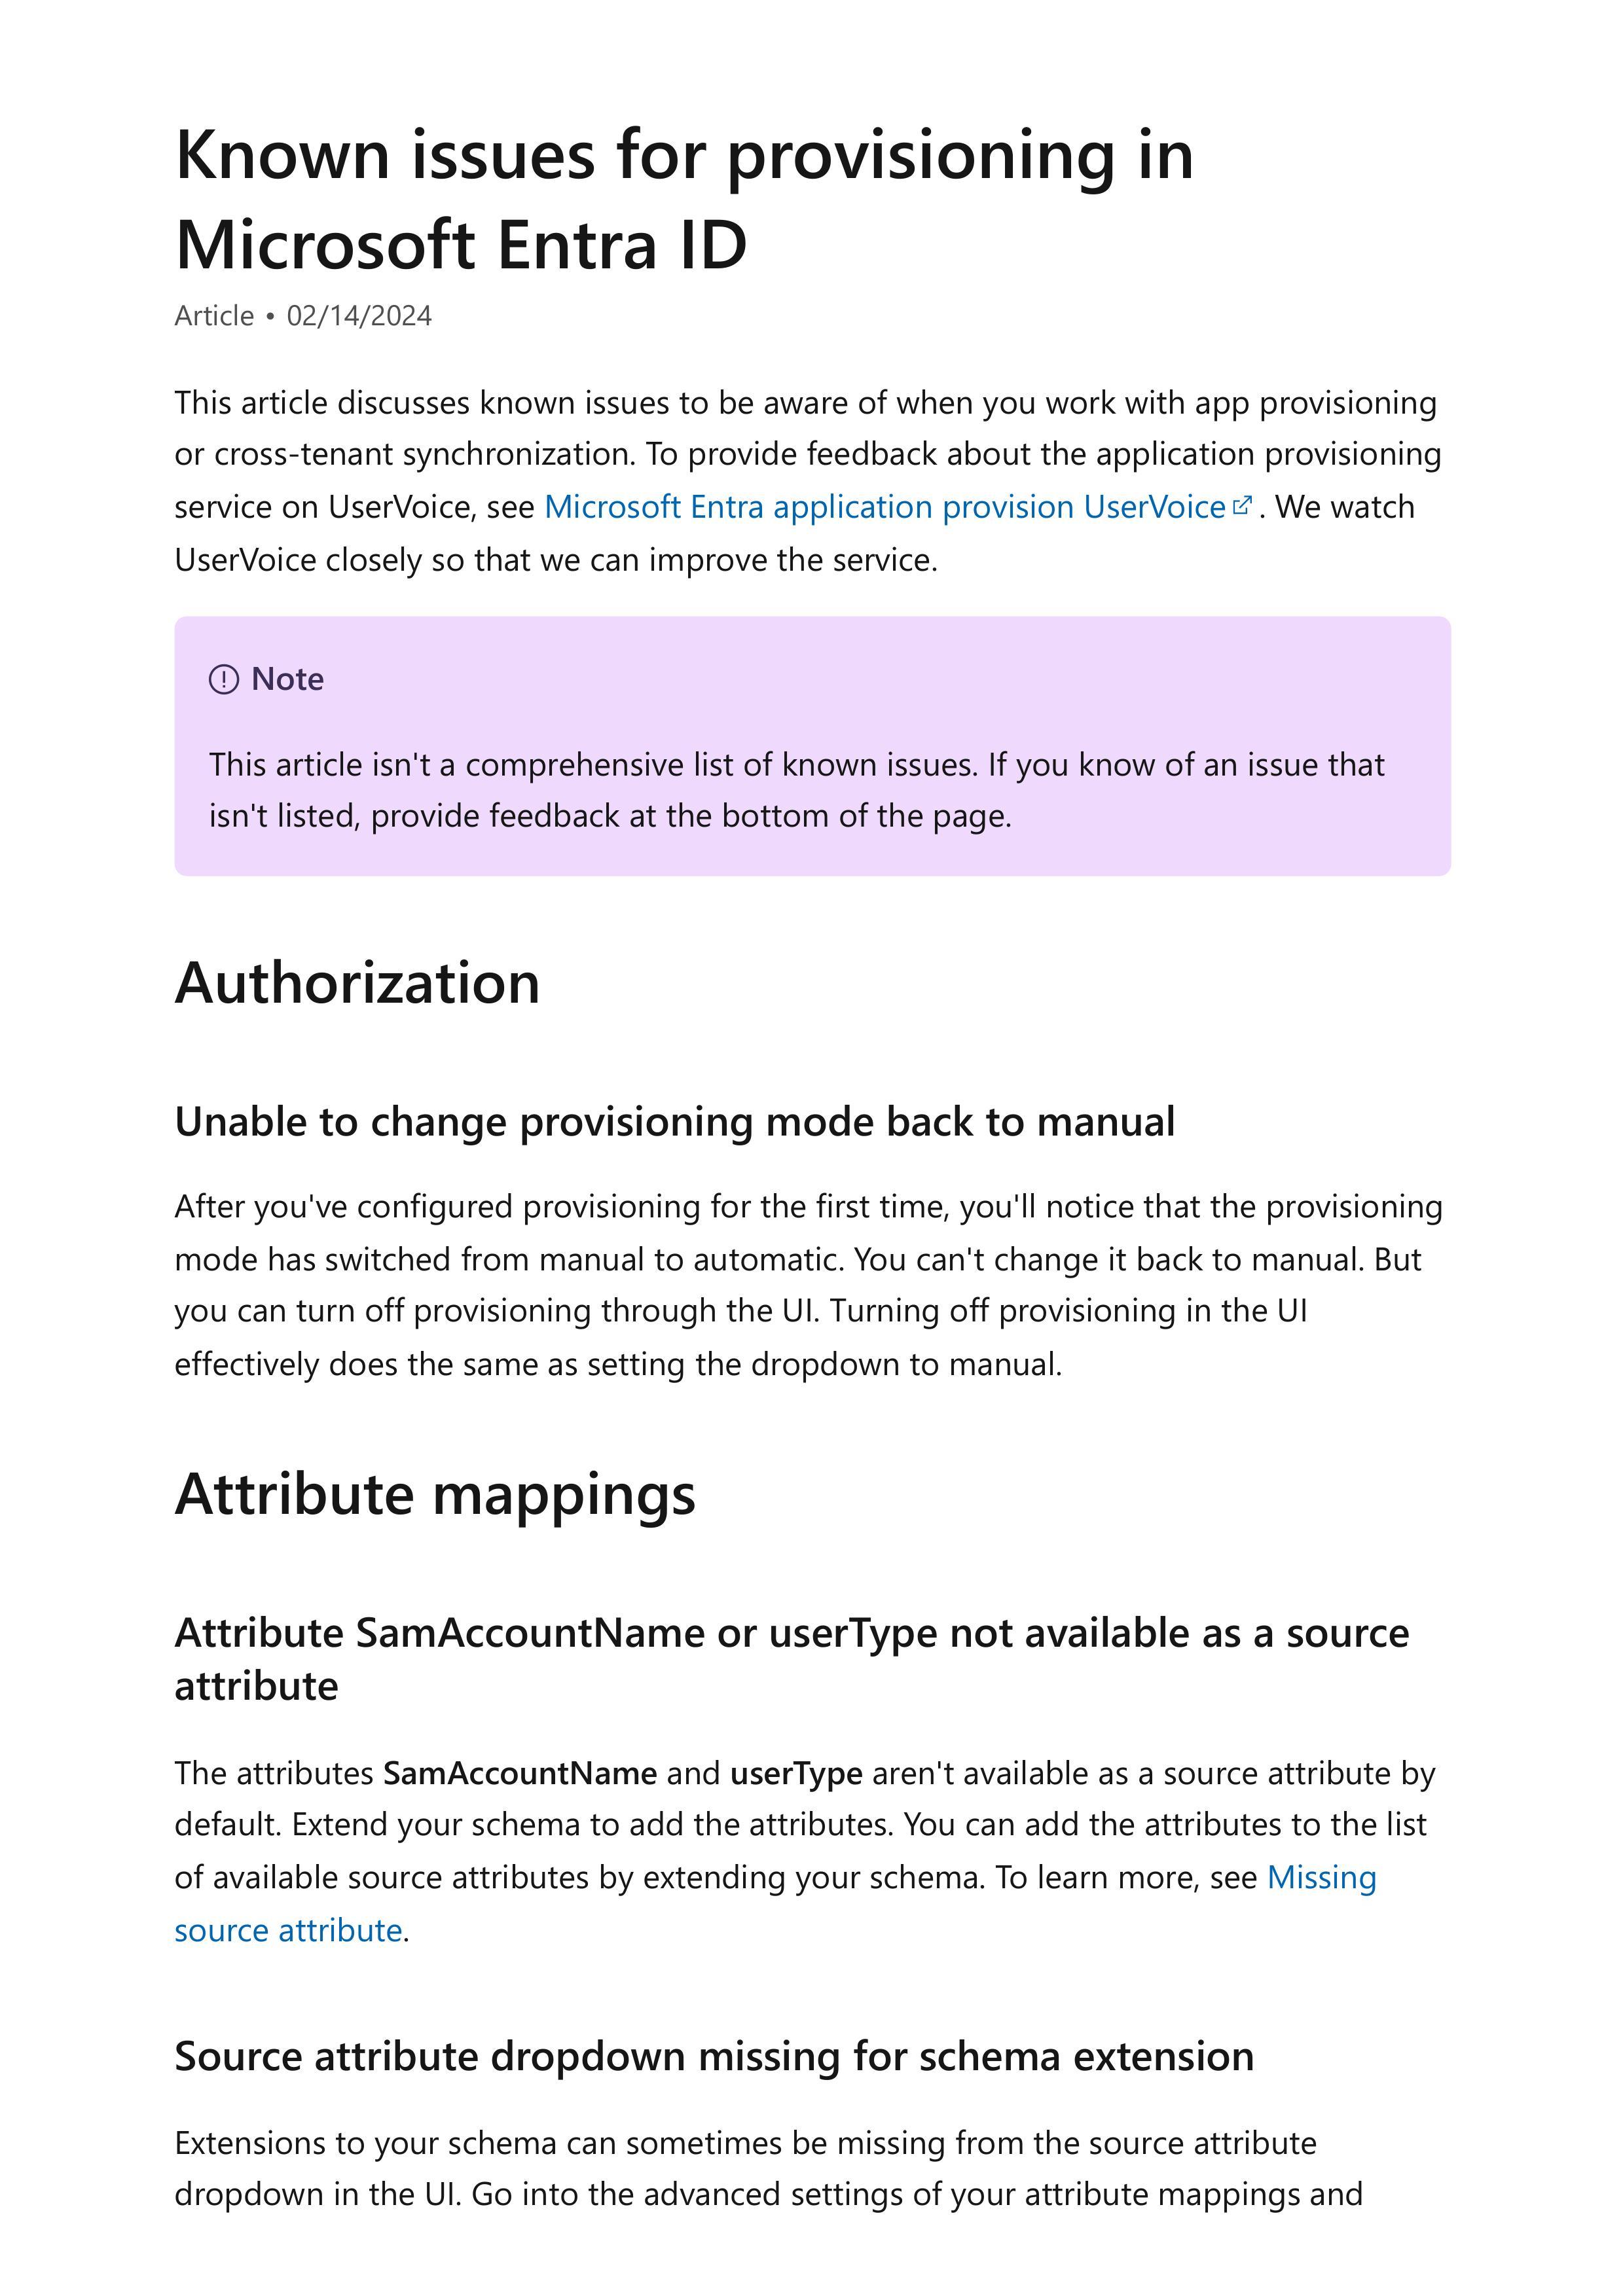 Known issues for provisioning in
Microsoft Entra ID
Article • 02/14/2024
This article discusses known issues to be aware of when you work with app provisioning
or cross-tenant synchronization. To provide feedback about the application provisioning
service on UserVoice, see Microsoft Entra application provision UserVoice. We watch
UserVoice closely so that we can improve the service.
Note
This article isn't a comprehensive list of known issues. If you know of an issue that
isn't listed, provide feedback at the bottom of the page.
Authorization
Unable to change provisioning mode back to manual
After you've configured provisioning for the first time, you'll notice that the provisioning
mode has switched from manual to automatic. You can't change it back to manual. But
you can turn off provisioning through the UI. Turning off provisioning in the UI
effectively does the same as setting the dropdown to manual.
Attribute mappings
Attribute SamAccountName or userType not available as a source
attribute
The attributes SamAccountName and userType aren't available as a source attribute by
default. Extend your schema to add the attributes. You can add the attributes to the list
of available source attributes by extending your schema. To learn more, see Missing
source attribute.
Source attribute dropdown missing for schema extension
Extensions to your schema can sometimes be missing from the source attribute
dropdown in the UI. Go into the advanced settings of your attribute mappings and